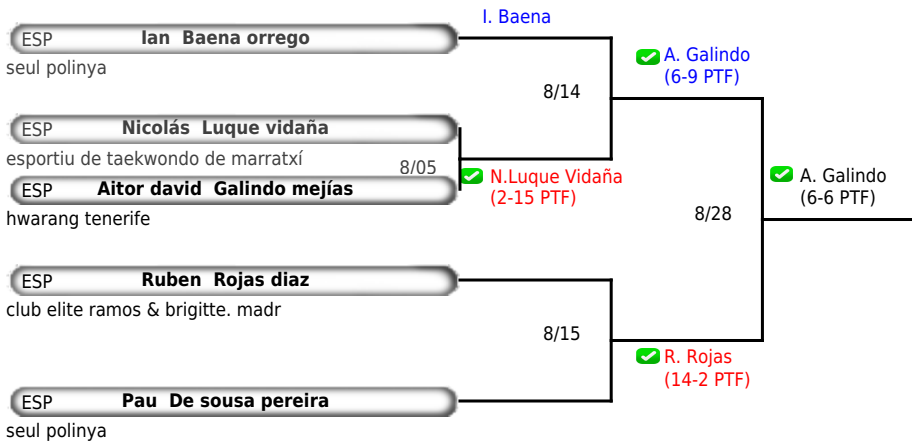 I. Baena
ESP Ian Baena orrego
seul polinya
A. Galindo
(6-9 PTF)
8/14
ESP Nicolás Luque vidaña
esportiu de taekwondo de marratxí
8/05
N.Luque Vidaña
(2-15 PTF)
ESP Aitor david Galindo mejías
hwarang tenerife
A. Galindo
(6-6 PTF)
8/28
ESP Ruben Rojas diaz
club elite ramos & brigitte. madr
8/15
R. Rojas
(14-2 PTF)
ESP Pau De sousa pereira
seul polinya